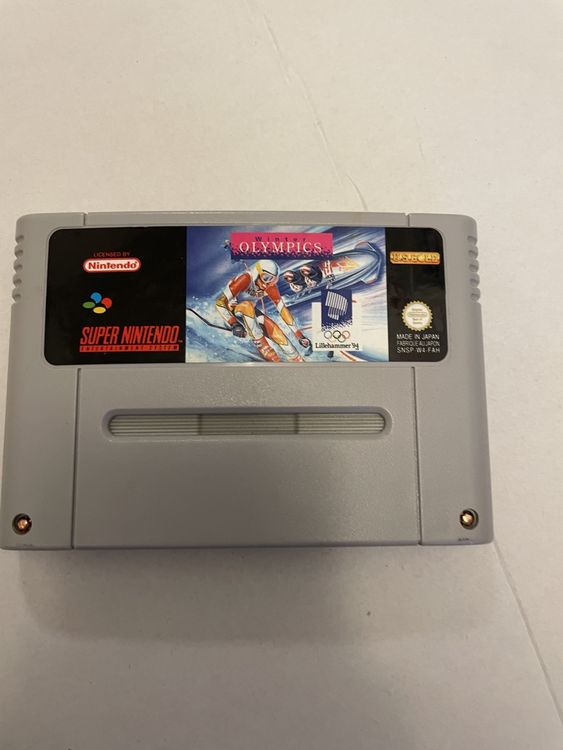 LICENSED BY
Nintendo
SUPER NINTENDO
ENTERTAINMENT SYSTEM
Winter
OLYMPICS
Lillehammer '94
U.S. GOLD
MADE IN JAPAN
FABRIQUE AU JAPON
SNSP-W4-FAH